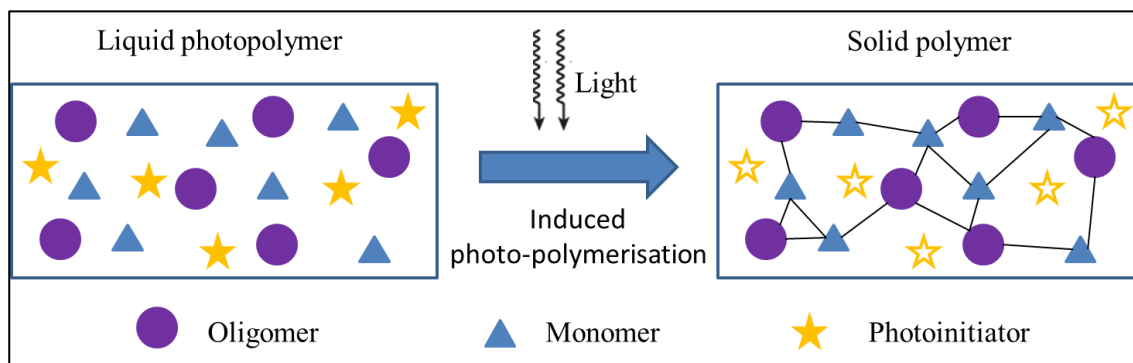 Liquid photopolymer
Light
Solid polymer
Induced
photo-polymerisation
Oligomer
Monomer
Photoinitiator